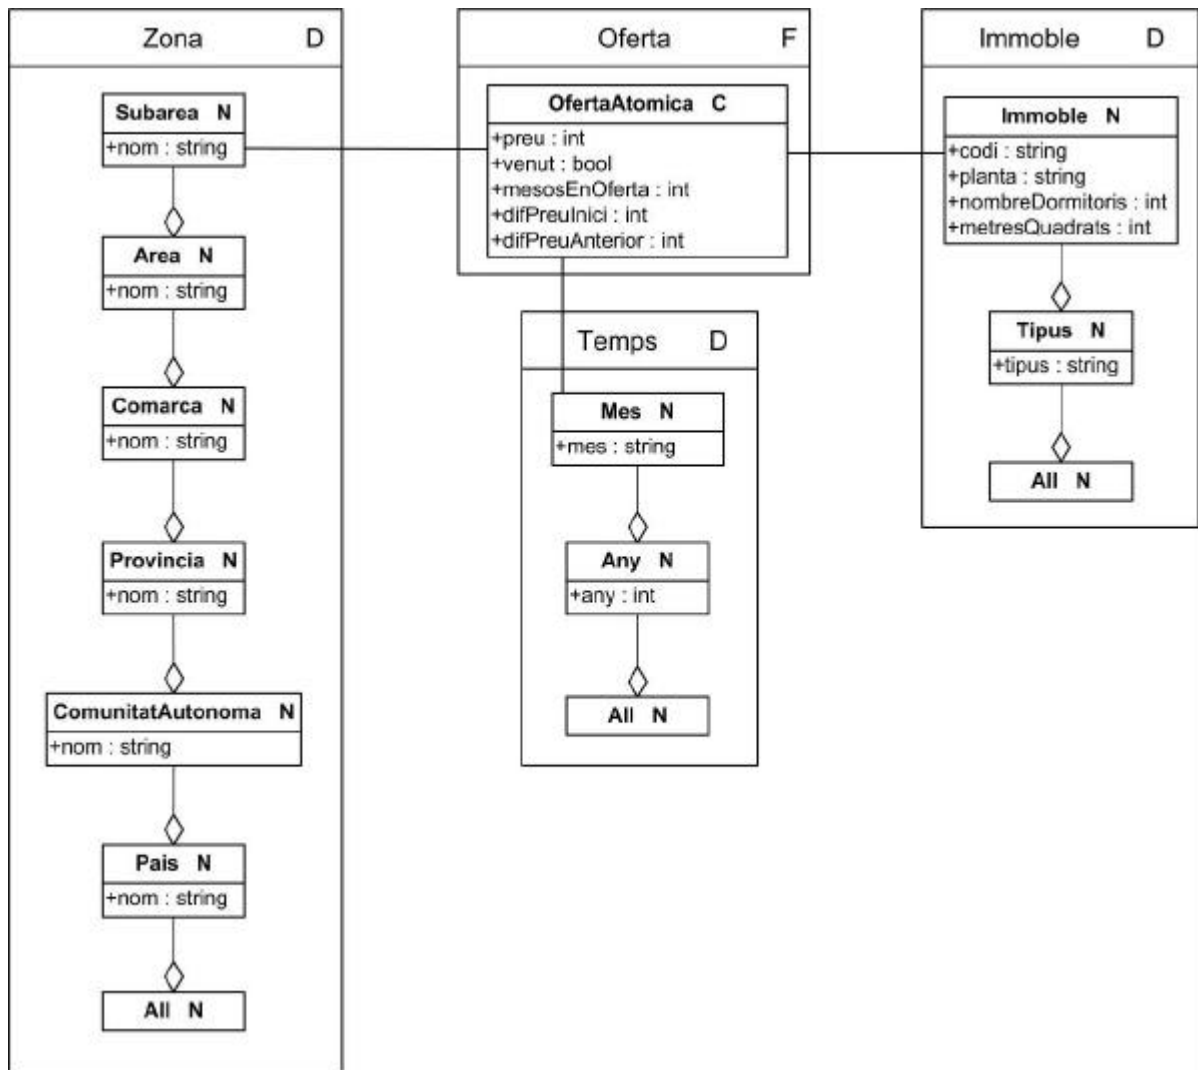 Zona D
Subarea N
+nom : string
Area N
+nom : string
Comarca N
+nom : string
Provincia N
+nom : string
ComunitatAutonoma N
+nom : string
Pais N
+nom : string
All N
Oferta F
OfertaAtomica C
+preu : int
+venut : bool
+mesosEnOferta : int
+difPreuInici : int
+difPreuAnterior : int
Temps D
Mes N
+mes : string
Any N
+any : int
All N
Immoble D
Immoble N
+codi : string
+planta : string
+nombreDormitoris : int
+metresQuadrats : int
Tipus N
+tipus : string
All N